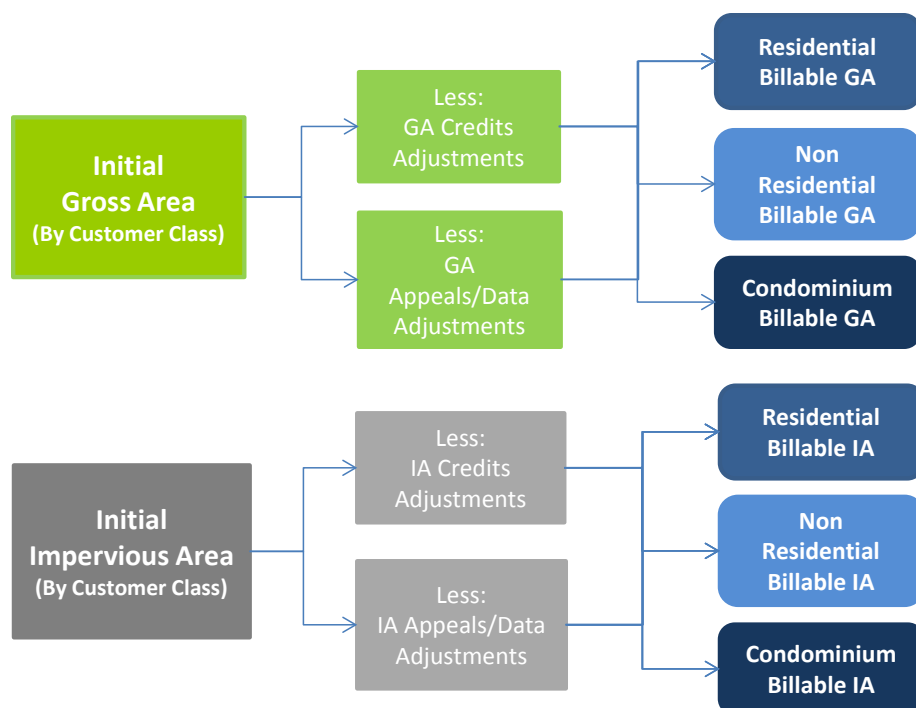 Initial
Gross Area
(By Customer Class)
Less:
GA Credits
Adjustments
Less:
GA
Appeals/Data
Adjustments
Residential
Billable GA
Non
Residential
Billable GA
Condominium
Billable GA
Initial
Impervious Area
(By Customer Class)
Less:
IA Credits
Adjustments
Less:
IA Appeals/Data
Adjustments
Residential
Billable IA
Non
Residential
Billable IA
Condominium
Billable IA